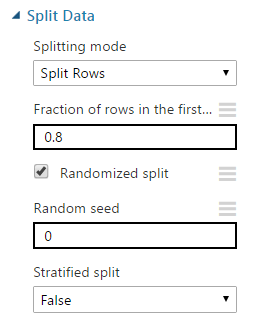 Split Data
Splitting mode
Split Rows
Fraction of rows in the first...
0.8
Randomized split
Random seed
0
Stratified split
False